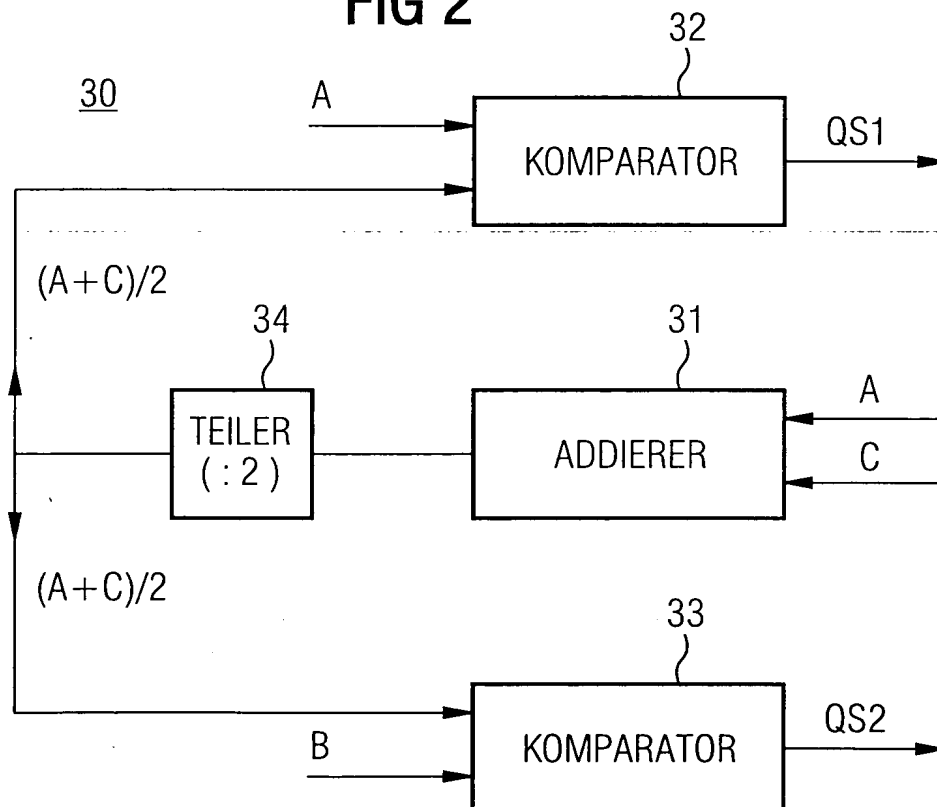 FIG 2
32
30
A
KOMPARATOR
QS1
(A+C)/2
34
31
TEILER
(:2)
ADDIERER
A
C
(A+C)/2
33
KOMPARATOR
QS2
B